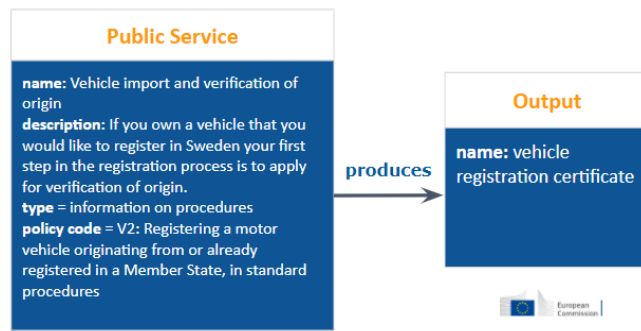 Public Service
name: Vehicle import and verification of
origin
description: If you own a vehicle that you
would like to register in Sweden your first
step in the registration process is to apply
for verification of origin.
type = information on procedures
policy code = V2: Registering a motor
vehicle originating from or already
registered in a Member State, in standard
procedures
produces
Output
name: vehicle
registration certificate
European
Commission